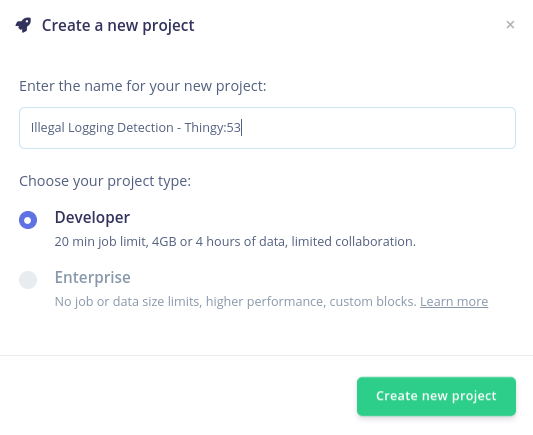 Create a new project
×
Enter the name for your new project:
Illegal Logging Detection - Thingy:53
Choose your project type:
Developer
20 min job limit, 4GB or 4 hours of data, limited collaboration.
Enterprise
No job or data size limits, higher performance, custom blocks. Learn more
Create new project